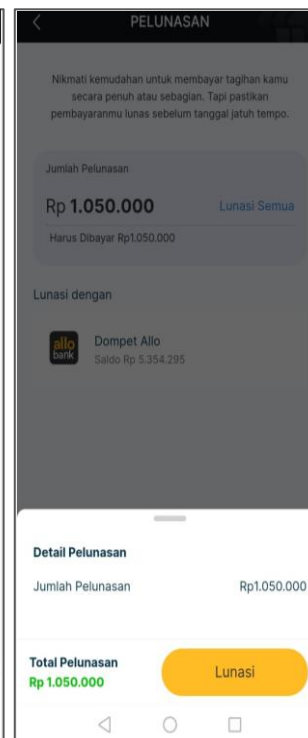 PELUNASAN
Nikmati kemudahan untuk membayar tagihan kamu
secara penuh atau sebagian. Tapi pastikan
pembayaranmu lunas sebelum tanggal jatuh tempo.
Jumlah Pelunasan
Rp 1.050.000 Lunasi Semua
Harus Dibayar Rp1.050.000
Lunasi dengan
allo
bank
Dompet Allo
Saldo Rp 5.354.295
Detail Pelunasan
Jumlah Pelunasan Rp1.050.000
Total Pelunasan
Rp 1.050.000
Lunasi